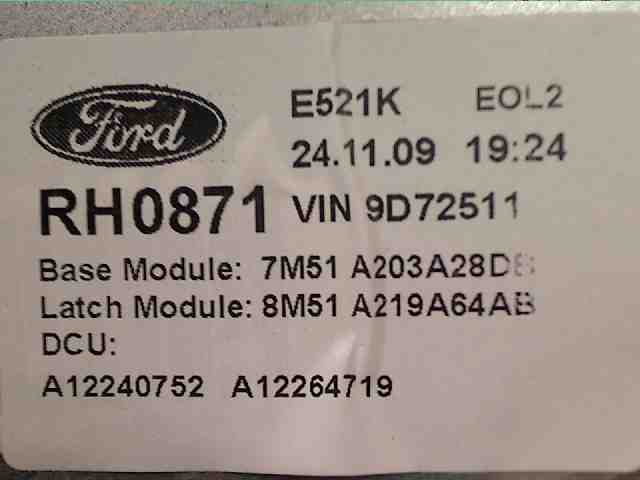 Ford
E521K EOL2
24.11.09 19:24
RH0871 VIN 9D72511
Base Module: 7M51
Latch Module: 8M51 A219A64AB
DCU:
A12240752 A12264719